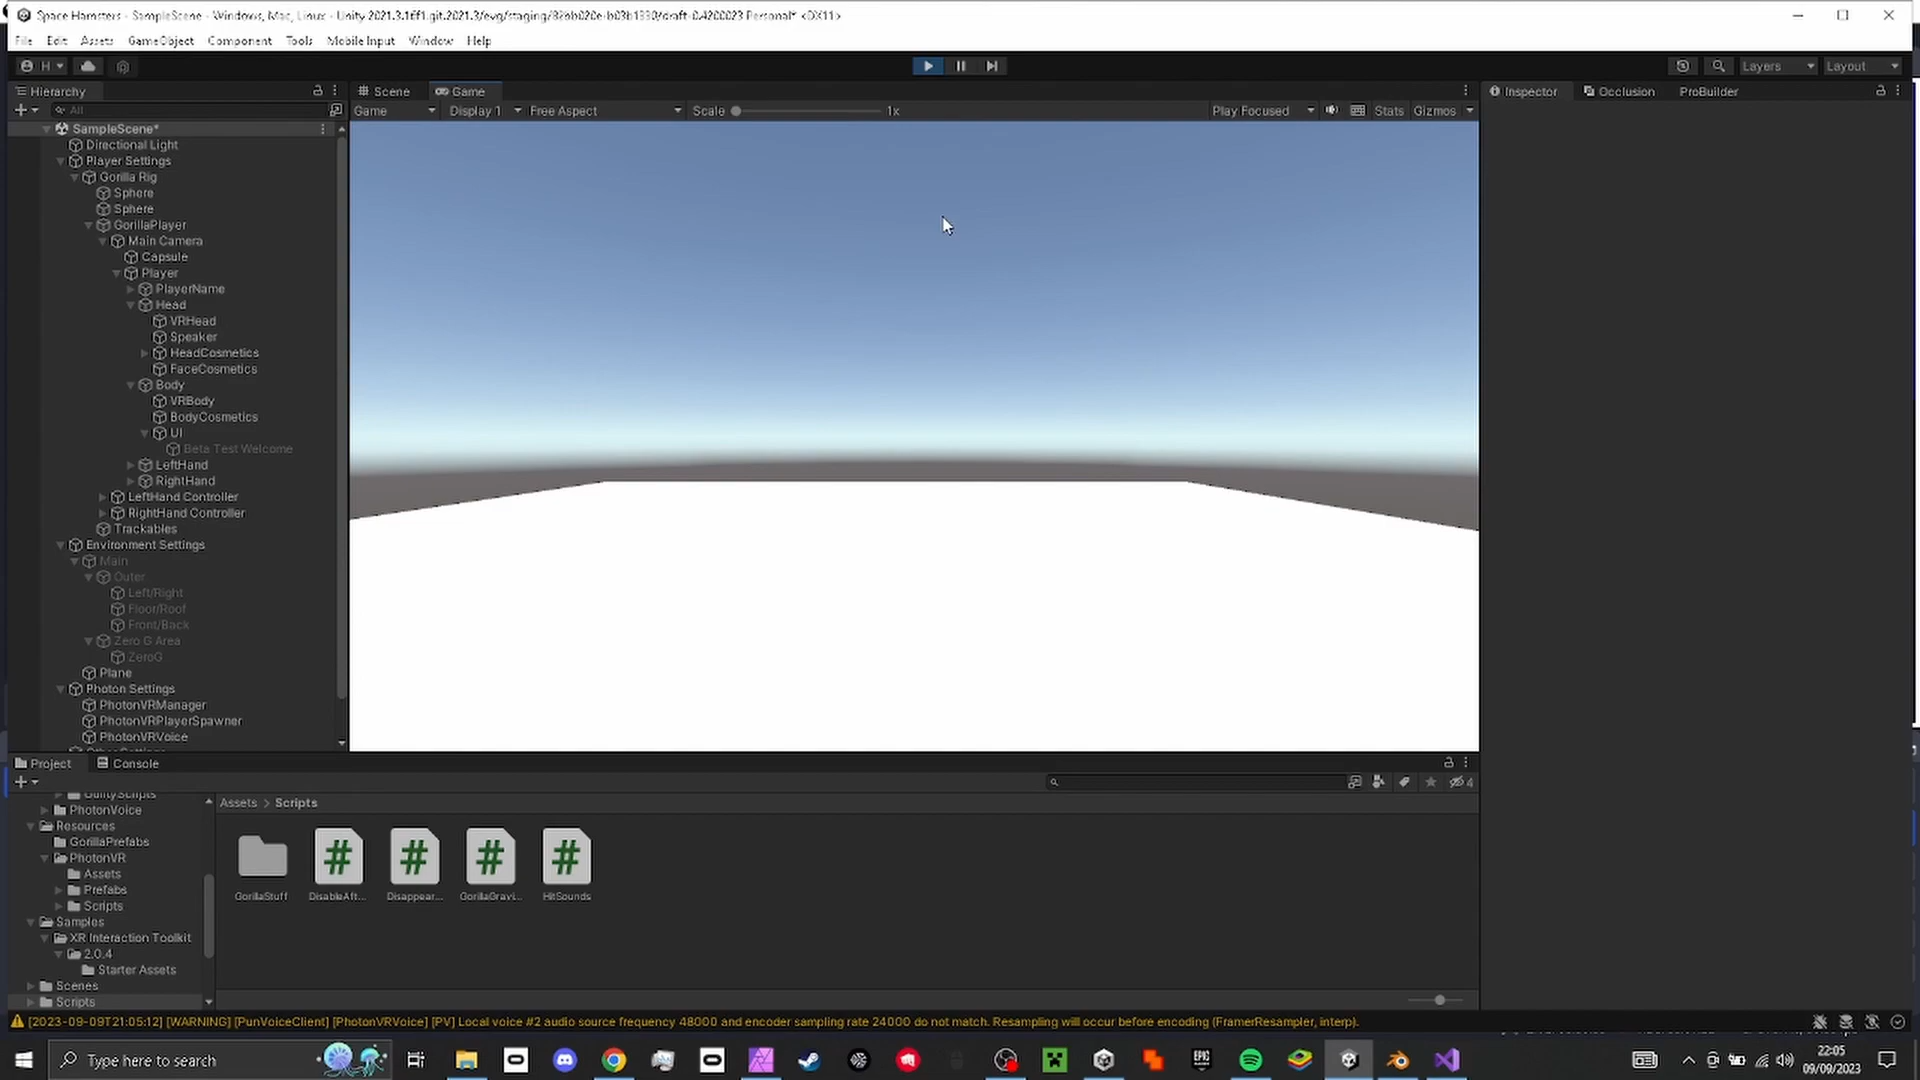 Space Hamsters - SampleScene - Windows, Mac, Linux - Unity
File Edit Assets GameObject Component Tools Mobile Input Window Help
H Layers Layout
Hierarchy
Scene Game
Inspector Occlusion ProBuilder
All
Game Display 1 Free Aspect Scale 1x Play Focused Stats Gizmos
SampleScene*
Directional Light
Player Settings
Gorilla Rig
Sphere
Sphere
GorillaPlayer
Main Camera
Capsule
Player
PlayerName
Head
VRHead
Speaker
HeadCosmetics
FaceCosmetics
Body
VRBody
BodyCosmetics
UI
Beta Test Welcome
LeftHand
RightHand
LeftHand Controller
RightHand Controller
Trackables
Environment Settings
Main
Outer
Left/Right
Floor/Roof
Front/Back
Zero G Area
ZeroG
Plane
Photon Settings
PhotonVRManager
PhotonVRPlayerSpawner
PhotonVRVoice
Project Console
4
PhotonVoice
Resources
GorillaPrefabs
PhotonVR
Assets
Prefabs
Scripts
Samples
XR Interaction Toolkit
2.0.4
Starter Assets
Scenes
Scripts
Assets > Scripts
GorillaStuff DisableAft... Disappear... GorillaGravi... HitSounds
[2023-09-09T21:05:12] [WARNING] [PunVoiceClient] [PhotonVRVoice] [PV] Local voice #2 audio source frequency 48000 and encoder sampling rate 24000 do not match. Resampling will occur before encoding (FramerResampler, interp).
Type here to search
EPIC
22:05
09/09/2023